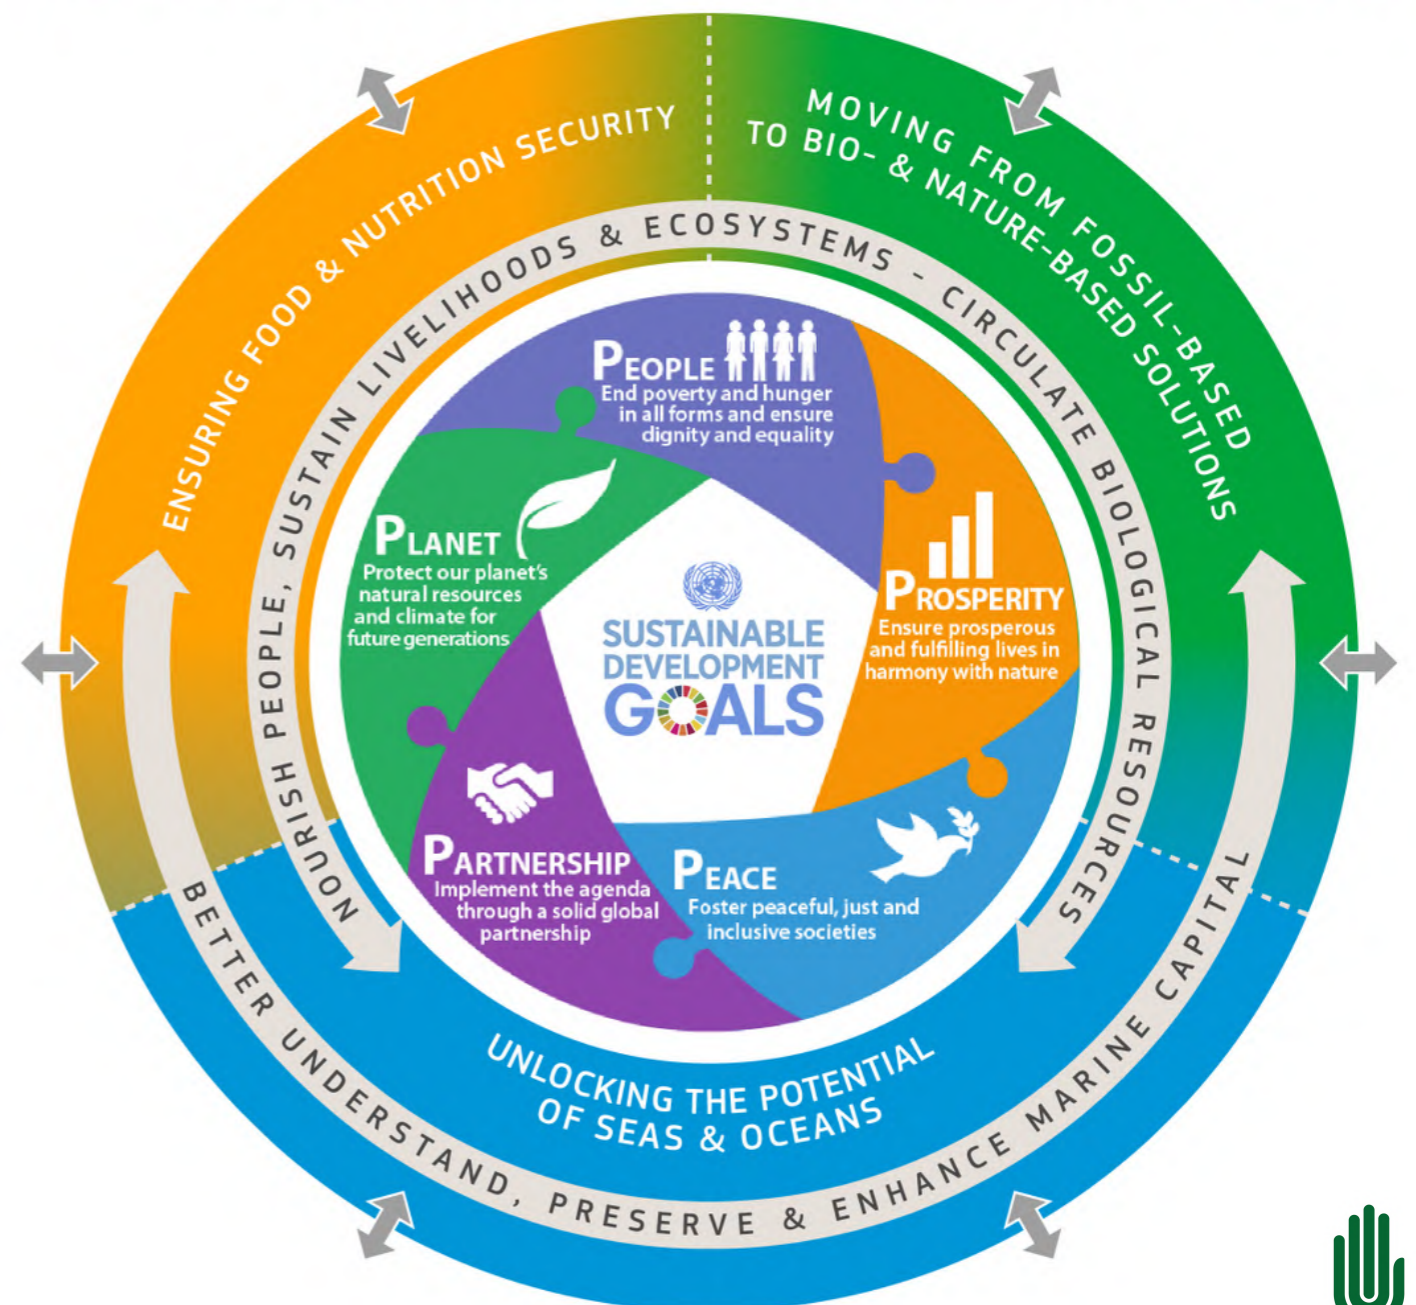 ENSURING FOOD & NUTRITION SECURITY
MOVING FROM FOSSIL-BASED
TO BIO- & NATURE-BASED SOLUTIONS
NOURISH PEOPLE, SUSTAIN LIVELIHOODS & ECOSYSTEMS - CIRCULATE BIOLOGICAL RESOURCES
PEOPLE
End poverty and hunger
in all forms and ensure
dignity and equality
PLANET
Protect our planet's
natural resources
and climate for
future generations
PROSPERITY
Ensure prosperous
and fulfilling lives in
harmony with nature
SUSTAINABLE
DEVELOPMENT
GOALS
PARTNERSHIP
Implement the agenda
through a solid global
partnership
PEACE
Foster peaceful, just and
inclusive societies
UNLOCKING THE POTENTIAL
OF SEAS & OCEANS
BETTER UNDERSTAND, PRESERVE & ENHANCE MARINE CAPITAL